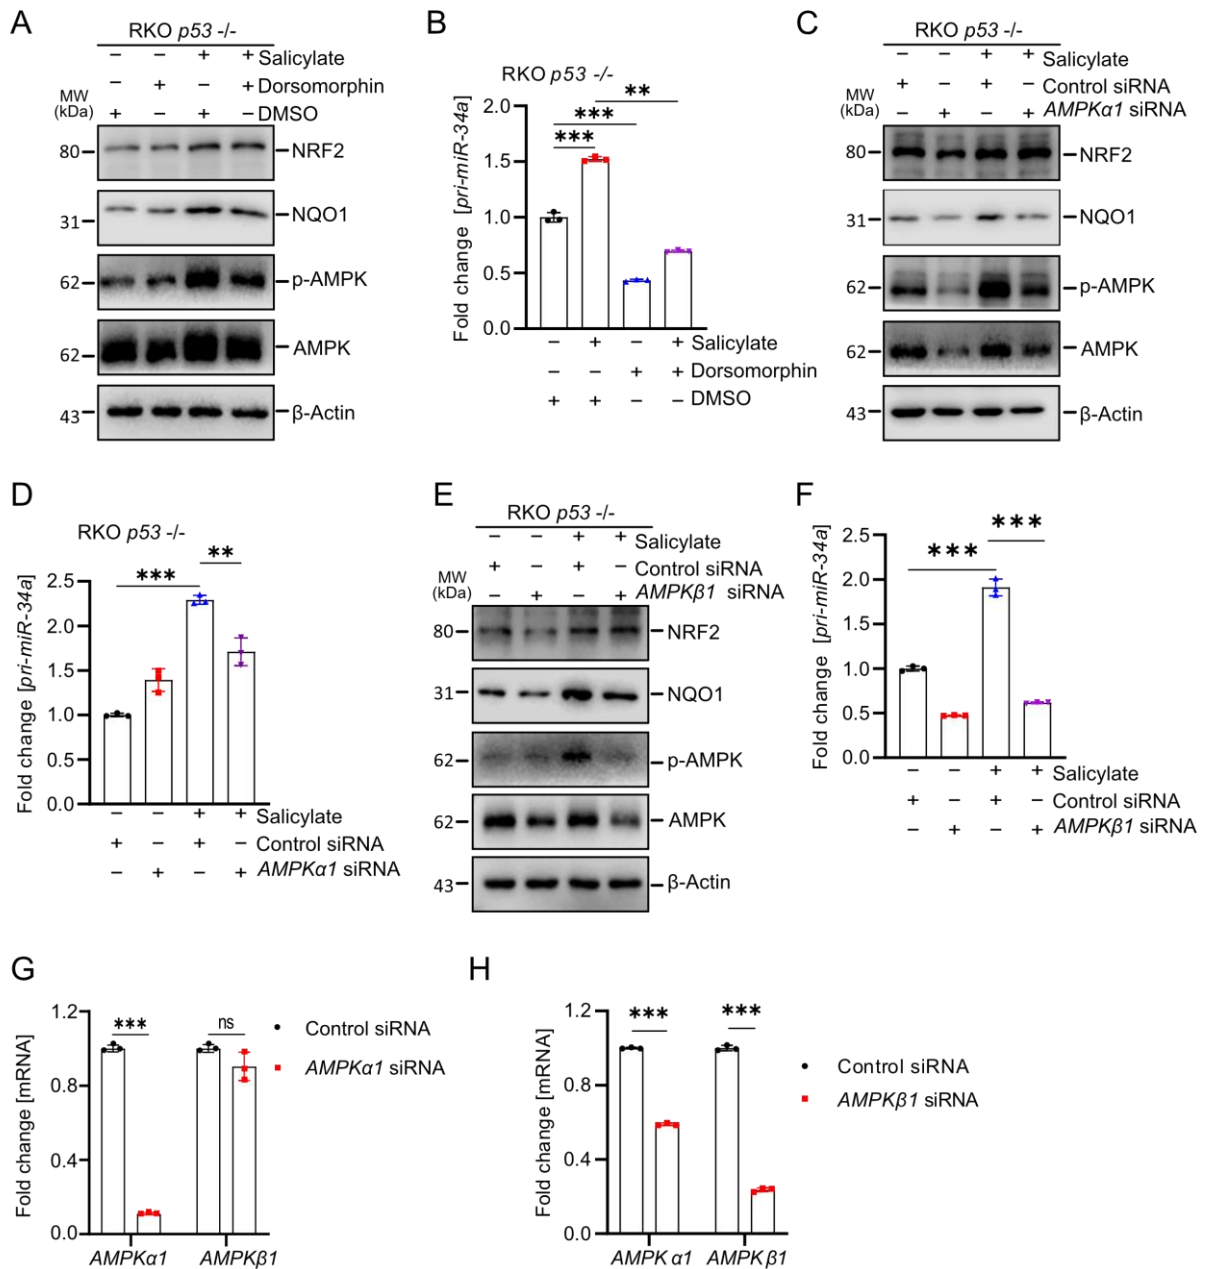 A
RKO p53 -/-
− − + + Salicylate
− + − + Dorsomorphin
+ − + − DMSO
MW
(kDa)
80 NRF2
31 NQO1
62 p-AMPK
62 AMPK
43 β-Actin
B
RKO p53 -/-
Fold change [pri-miR-34a]
**
***
***
2.0
1.5
1.0
0.5
0.0
− + − + Salicylate
− − + + Dorsomorphin
+ + − − DMSO
C
RKO p53 -/-
− − + + Salicylate
+ − + − Control siRNA
− + − + AMPKα1 siRNA
MW
(kDa)
80 NRF2
31 NQO1
62 p-AMPK
62 AMPK
43 β-Actin
D
RKO p53 -/-
Fold change [pri-miR-34a]
**
***
2.5
2.0
1.5
1.0
0.5
0.0
− − + + Salicylate
+ − + − Control siRNA
− + − + AMPKα1 siRNA
E
RKO p53 -/-
− − + + Salicylate
+ − + − Control siRNA
− + − + AMPKβ1 siRNA
MW
(kDa)
80 NRF2
31 NQO1
62 p-AMPK
62 AMPK
43 β-Actin
F
Fold change [pri-miR-34a]
***
***
2.5
2.0
1.5
1.0
0.5
0.0
− − + + Salicylate
+ − + − Control siRNA
− + − + AMPKβ1 siRNA
G
Fold change [mRNA]
1.2
0.8
0.4
0.0
*** ns
Control siRNA
AMPKα1 siRNA
AMPKα1 AMPKβ1
H
Fold change [mRNA]
1.2
0.8
0.4
0.0
*** ***
Control siRNA
AMPKβ1 siRNA
AMPK α1 AMPK β1